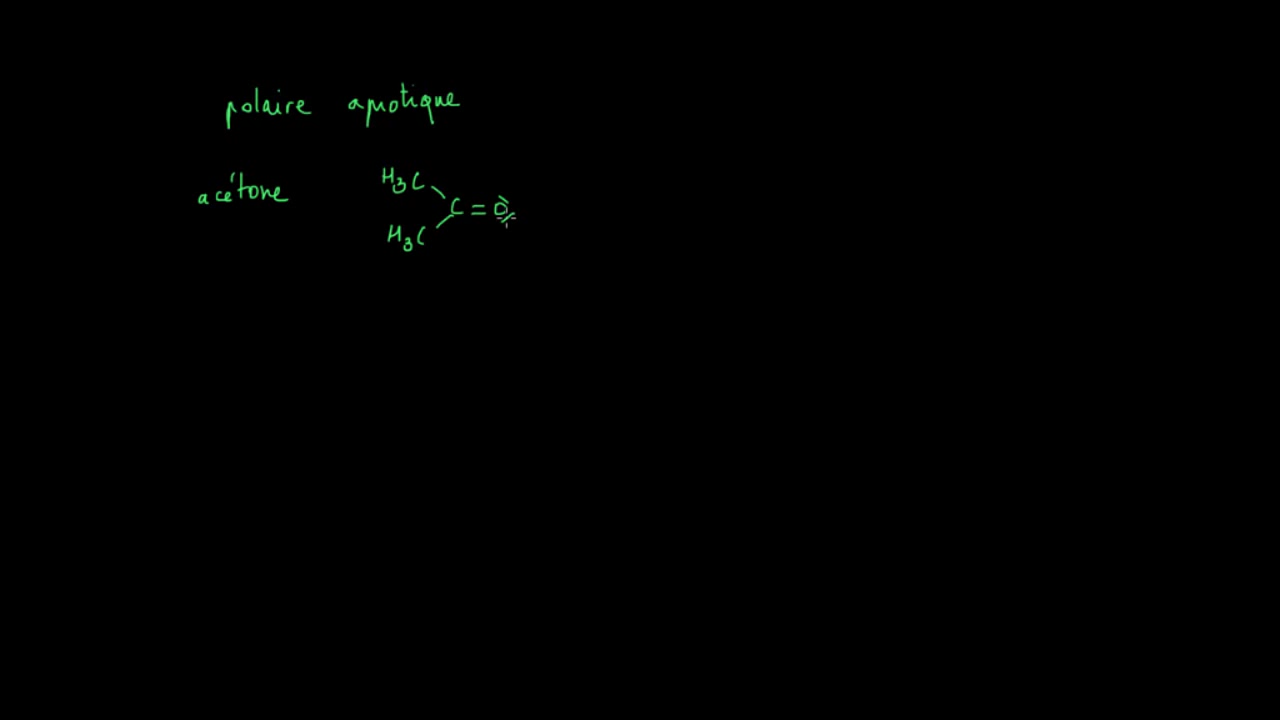 polaire aprotique
acétone H₃C
C = O
H₃C